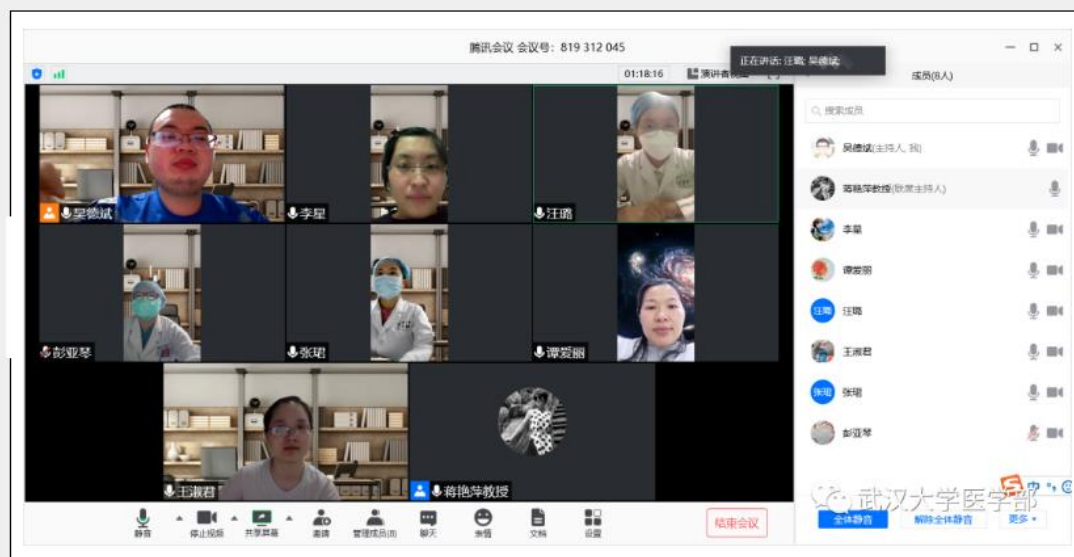 腾讯会议 会议号：819 312 045
正在讲话: 汪璐; 吴德斌;
01:18:16
演讲者视图
成员(8人)
搜索成员
吴德斌(主持人, 我)
蒋艳萍教授(联席主持人)
李星
谭爱丽
汪璐 汪璐
王淑君
张珺 张珺
彭亚琴
吴德斌
李星
汪璐
彭亚琴
张珺
谭爱丽
王淑君
蒋艳萍教授
中
武汉大学医学部
静音 停止视频 共享屏幕 邀请 管理成员(8) 聊天 表情 文档 设置
结束会议
全体静音 解除全体静音 更多